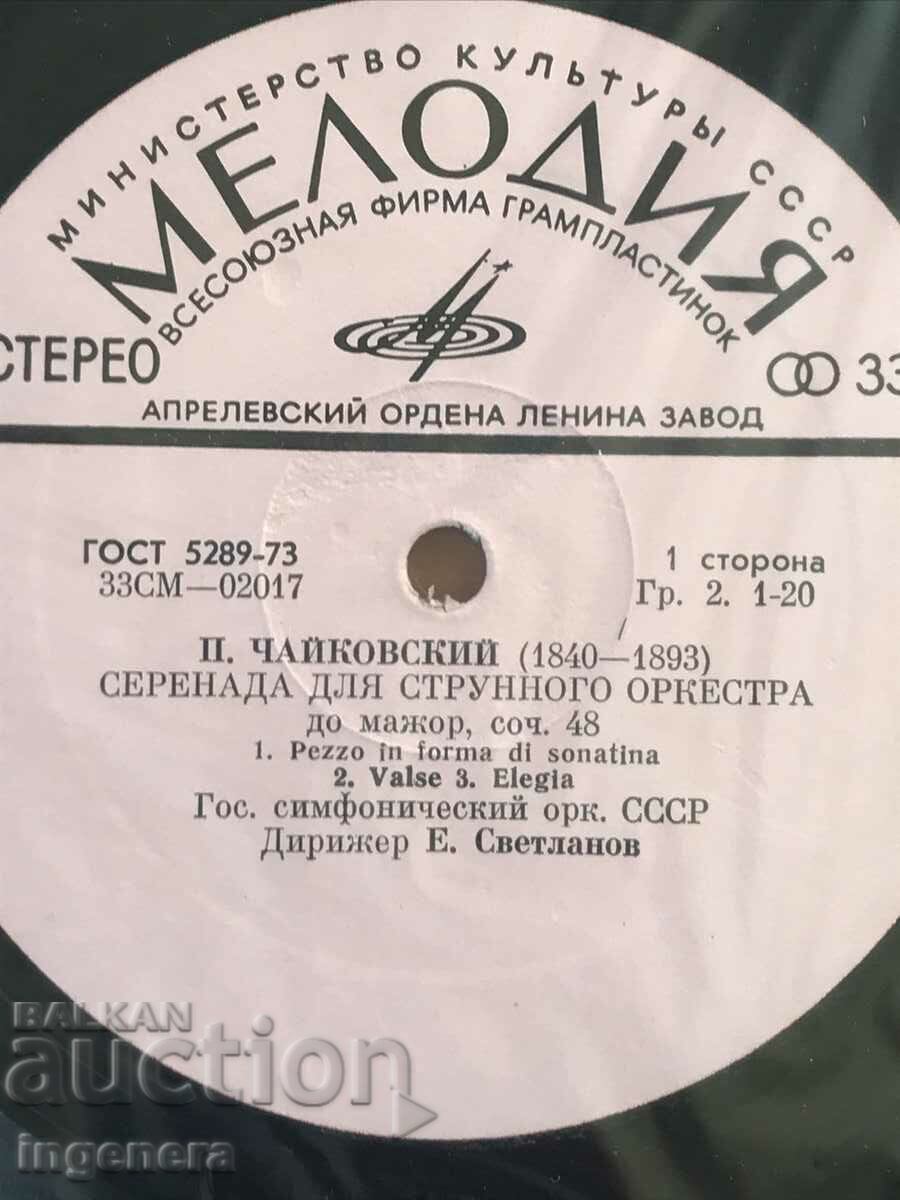 МИНИСТЕРСТВО КУЛЬТУРЫ СССР
МЕЛОДИЯ
ВСЕСОЮЗНАЯ ФИРМА ГРАМПЛАСТИНОК
СТЕРЕО
33
АПРЕЛЕВСКИЙ ОРДЕНА ЛЕНИНА ЗАВОД
ГОСТ 5289-73
33СМ—02017
1 сторона
Гр. 2. 1-20
П. ЧАЙКОВСКИЙ (1840—1893)
СЕРЕНАДА ДЛЯ СТРУННОГО ОРКЕСТРА
до мажор, соч. 48
1. Pezzo in forma di sonatina
2. Valse 3. Elegia
Гос. симфонический орк. СССР
Дирижер Е. Светланов
BALKAN
auction
ingenera